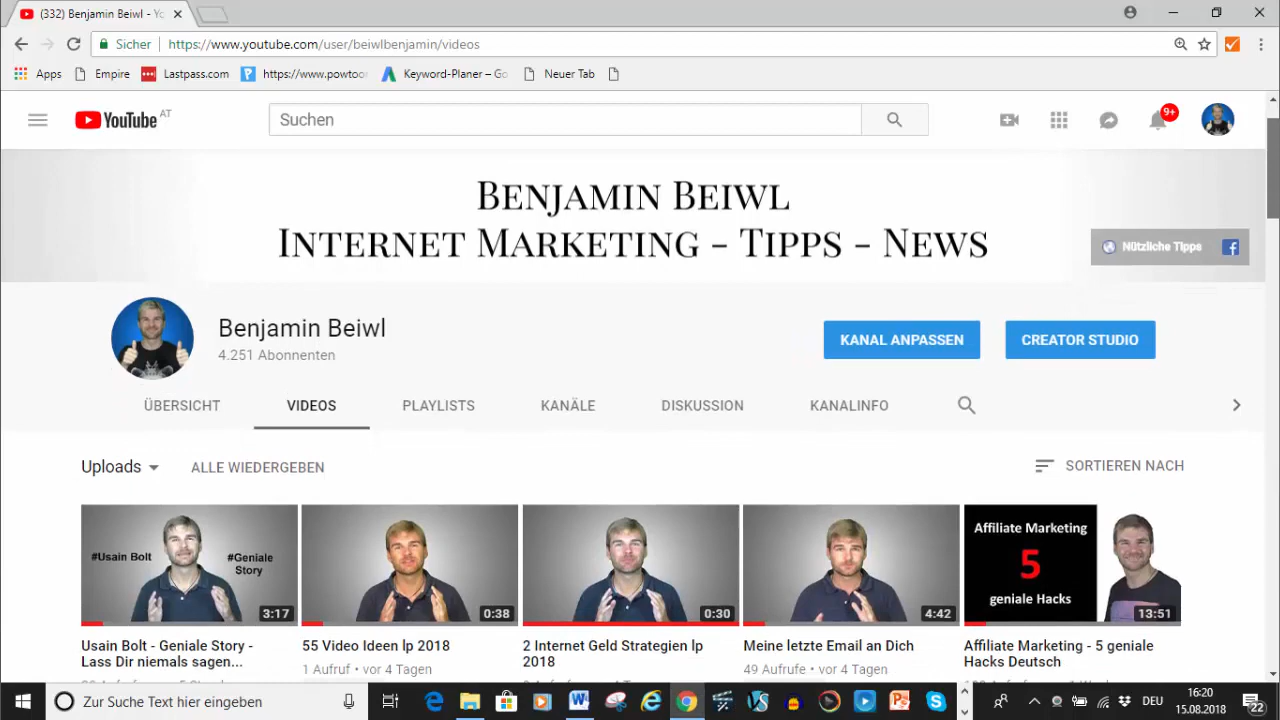 (332) Benjamin Beiwl - Yo
Sicher
https://www.youtube.com/user/beiwlbenjamin/videos
Apps
Empire
Lastpass.com
https://www.powtoor
Keyword-Planer – Go
Neuer Tab
YouTube AT
Suchen
9+
Benjamin Beiwl
Internet Marketing - Tipps - News
Nützliche Tipps
Benjamin Beiwl
4.251 Abonnenten
KANAL ANPASSEN
CREATOR STUDIO
ÜBERSICHT
VIDEOS
PLAYLISTS
KANÄLE
DISKUSSION
KANALINFO
Uploads
ALLE WIEDERGEBEN
SORTIEREN NACH
#Usain Bolt
#Geniale
Story
3:17
0:38
0:30
4:42
Affiliate Marketing
5
geniale Hacks
13:51
Usain Bolt - Geniale Story -
Lass Dir niemals sagen...
55 Video Ideen lp 2018
1 Aufruf • vor 4 Tagen
2 Internet Geld Strategien lp
2018
Meine letzte Email an Dich
49 Aufrufe • vor 4 Tagen
Affiliate Marketing - 5 geniale
Hacks Deutsch
Zur Suche Text hier eingeben
DEU
16:20
15.08.2018
22